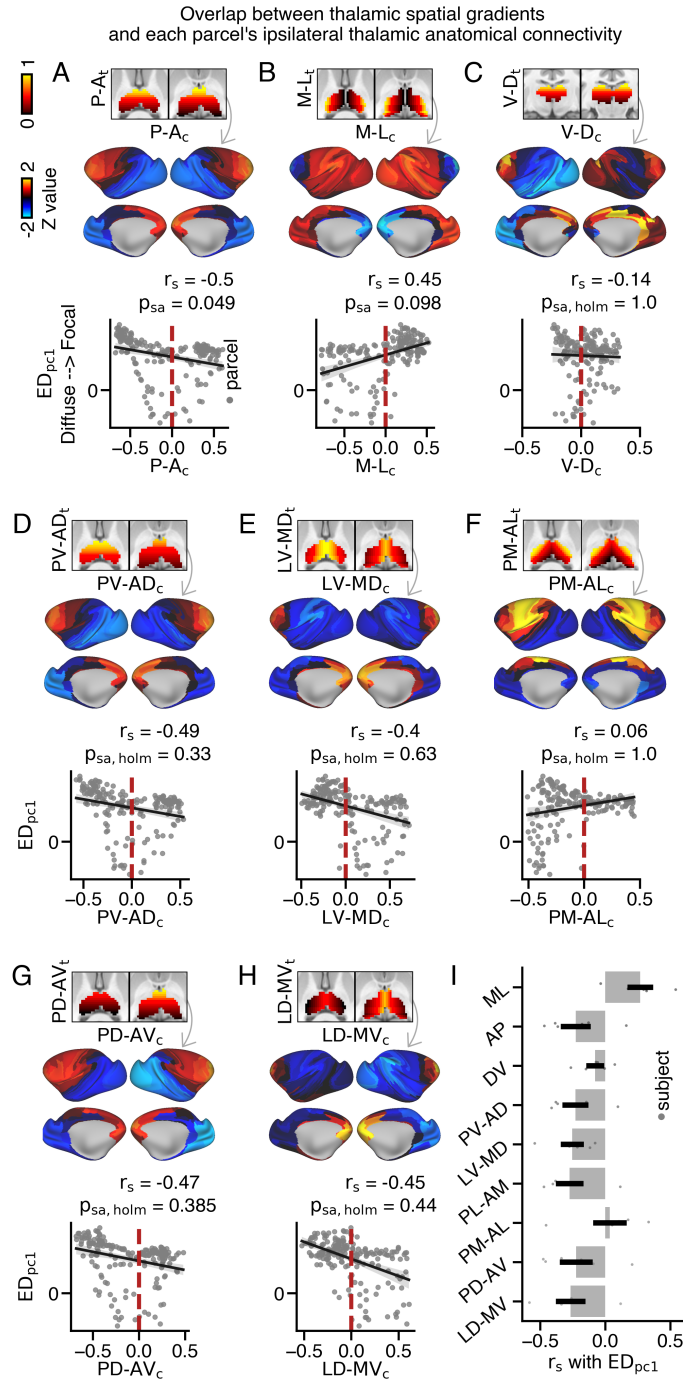 Overlap between thalamic spatial gradients
and each parcel's ipsilateral thalamic anatomical connectivity
0 1
-2 2
Z value
A
P-At
P-Ac
rs = -0.5
psa = 0.049
EDpc1
Diffuse --> Focal
0
parcel
−0.5 0.0 0.5
P-Ac
B
M-Lt
M-Lc
rs = 0.45
psa = 0.098
0
−0.5 0.0 0.5
M-Lc
C
V-Dt
V-Dc
rs = -0.14
psa, holm = 1.0
0
−0.5 0.0 0.5
V-Dc
D
PV-ADt
PV-ADc
rs = -0.49
psa, holm = 0.33
EDpc1
0
−0.5 0.0 0.5
PV-ADc
E
LV-MDt
LV-MDc
rs = -0.4
psa, holm = 0.63
0
−0.5 0.0 0.5
LV-MDc
F
PM-ALt
PM-ALc
rs = 0.06
psa, holm = 1.0
0
−0.5 0.0 0.5
PM-ALc
G
PD-AVt
PD-AVc
rs = -0.47
psa, holm = 0.385
EDpc1
0
−0.5 0.0 0.5
PD-AVc
H
LD-MVt
LD-MVc
rs = -0.45
psa, holm = 0.44
0
−0.5 0.0 0.5
LD-MVc
I
ML
AP
DV
PV-AD
LV-MD
PL-AM
PM-AL
PD-AV
LD-MV
subject
−0.5 0.0 0.5
rs with EDpc1